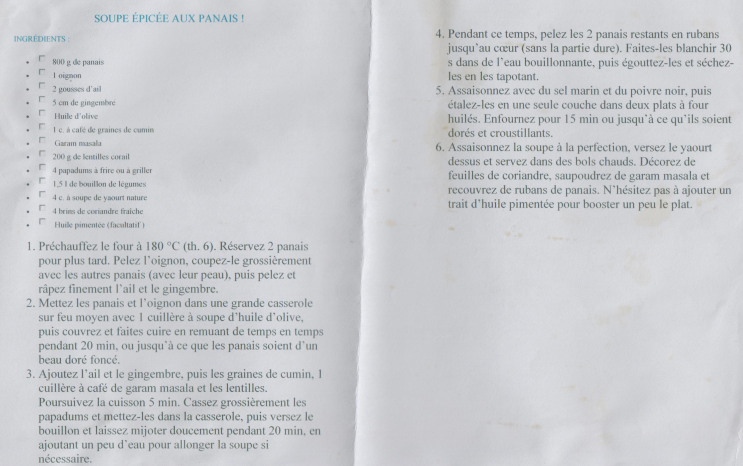 SOUPE ÉPICÉE AUX PANAIS !
INGRÉDIENTS :
800 g de panais
1 oignon
2 gousses d'ail
5 cm de gingembre
Huile d'olive
1 c. à café de graines de cumin
Garam masala
200 g de lentilles corail
4 papadums à frire ou à griller
1,5 l de bouillon de légumes
4 c. à soupe de yaourt nature
4 brins de coriandre fraîche
Huile pimentée (facultatif )
1. Préchauffez le four à 180 °C (th. 6). Réservez 2 panais
pour plus tard. Pelez l'oignon, coupez-le grossièrement
avec les autres panais (avec leur peau), puis pelez et
râpez finement l'ail et le gingembre.
2. Mettez les panais et l'oignon dans une grande casserole
sur feu moyen avec 1 cuillère à soupe d'huile d'olive,
puis couvrez et faites cuire en remuant de temps en temps
pendant 20 min, ou jusqu'à ce que les panais soient d'un
beau doré foncé.
3. Ajoutez l'ail et le gingembre, puis les graines de cumin, 1
cuillère à café de garam masala et les lentilles.
Poursuivez la cuisson 5 min. Cassez grossièrement les
papadums et mettez-les dans la casserole, puis versez le
bouillon et laissez mijoter doucement pendant 20 min, en
ajoutant un peu d'eau pour allonger la soupe si
nécessaire.
4. Pendant ce temps, pelez les 2 panais restants en rubans
jusqu'au cœur (sans la partie dure). Faites-les blanchir 30
s dans de l'eau bouillonnante, puis égouttez-les et séchez-
les en les tapotant.
5. Assaisonnez avec du sel marin et du poivre noir, puis
étalez-les en une seule couche dans deux plats à four
huilés. Enfournez pour 15 min ou jusqu'à ce qu'ils soient
dorés et croustillants.
6. Assaisonnez la soupe à la perfection, versez le yaourt
dessus et servez dans des bols chauds. Décorez de
feuilles de coriandre, saupoudrez de garam masala et
recouvrez de rubans de panais. N'hésitez pas à ajouter un
trait d'huile pimentée pour booster un peu le plat.